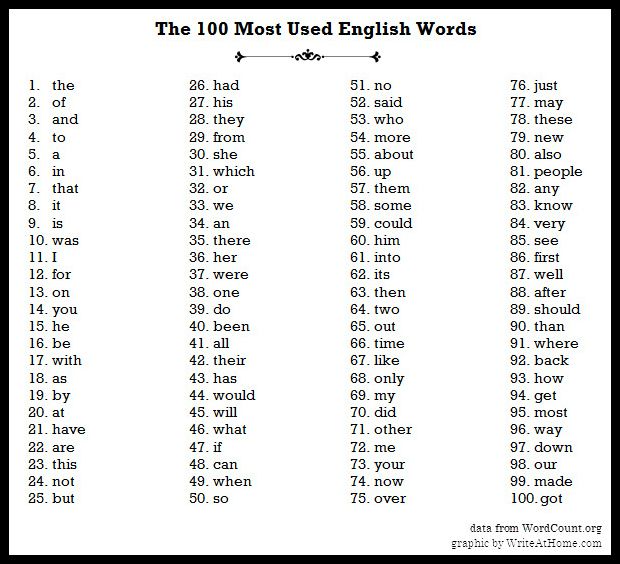 The 100 Most Used English Words
1. the
2. of
3. and
4. to
5. a
6. in
7. that
8. it
9. is
10. was
11. I
12. for
13. on
14. you
15. he
16. be
17. with
18. as
19. by
20. at
21. have
22. are
23. this
24. not
25. but
26. had
27. his
28. they
29. from
30. she
31. which
32. or
33. we
34. an
35. there
36. her
37. were
38. one
39. do
40. been
41. all
42. their
43. has
44. would
45. will
46. what
47. if
48. can
49. when
50. so
51. no
52. said
53. who
54. more
55. about
56. up
57. them
58. some
59. could
60. him
61. into
62. its
63. then
64. two
65. out
66. time
67. like
68. only
69. my
70. did
71. other
72. me
73. your
74. now
75. over
76. just
77. may
78. these
79. new
80. also
81. people
82. any
83. know
84. very
85. see
86. first
87. well
88. after
89. should
90. than
91. where
92. back
93. how
94. get
95. most
96. way
97. down
98. our
99. made
100. got
data from WordCount.org
graphic by WriteAtHome.com